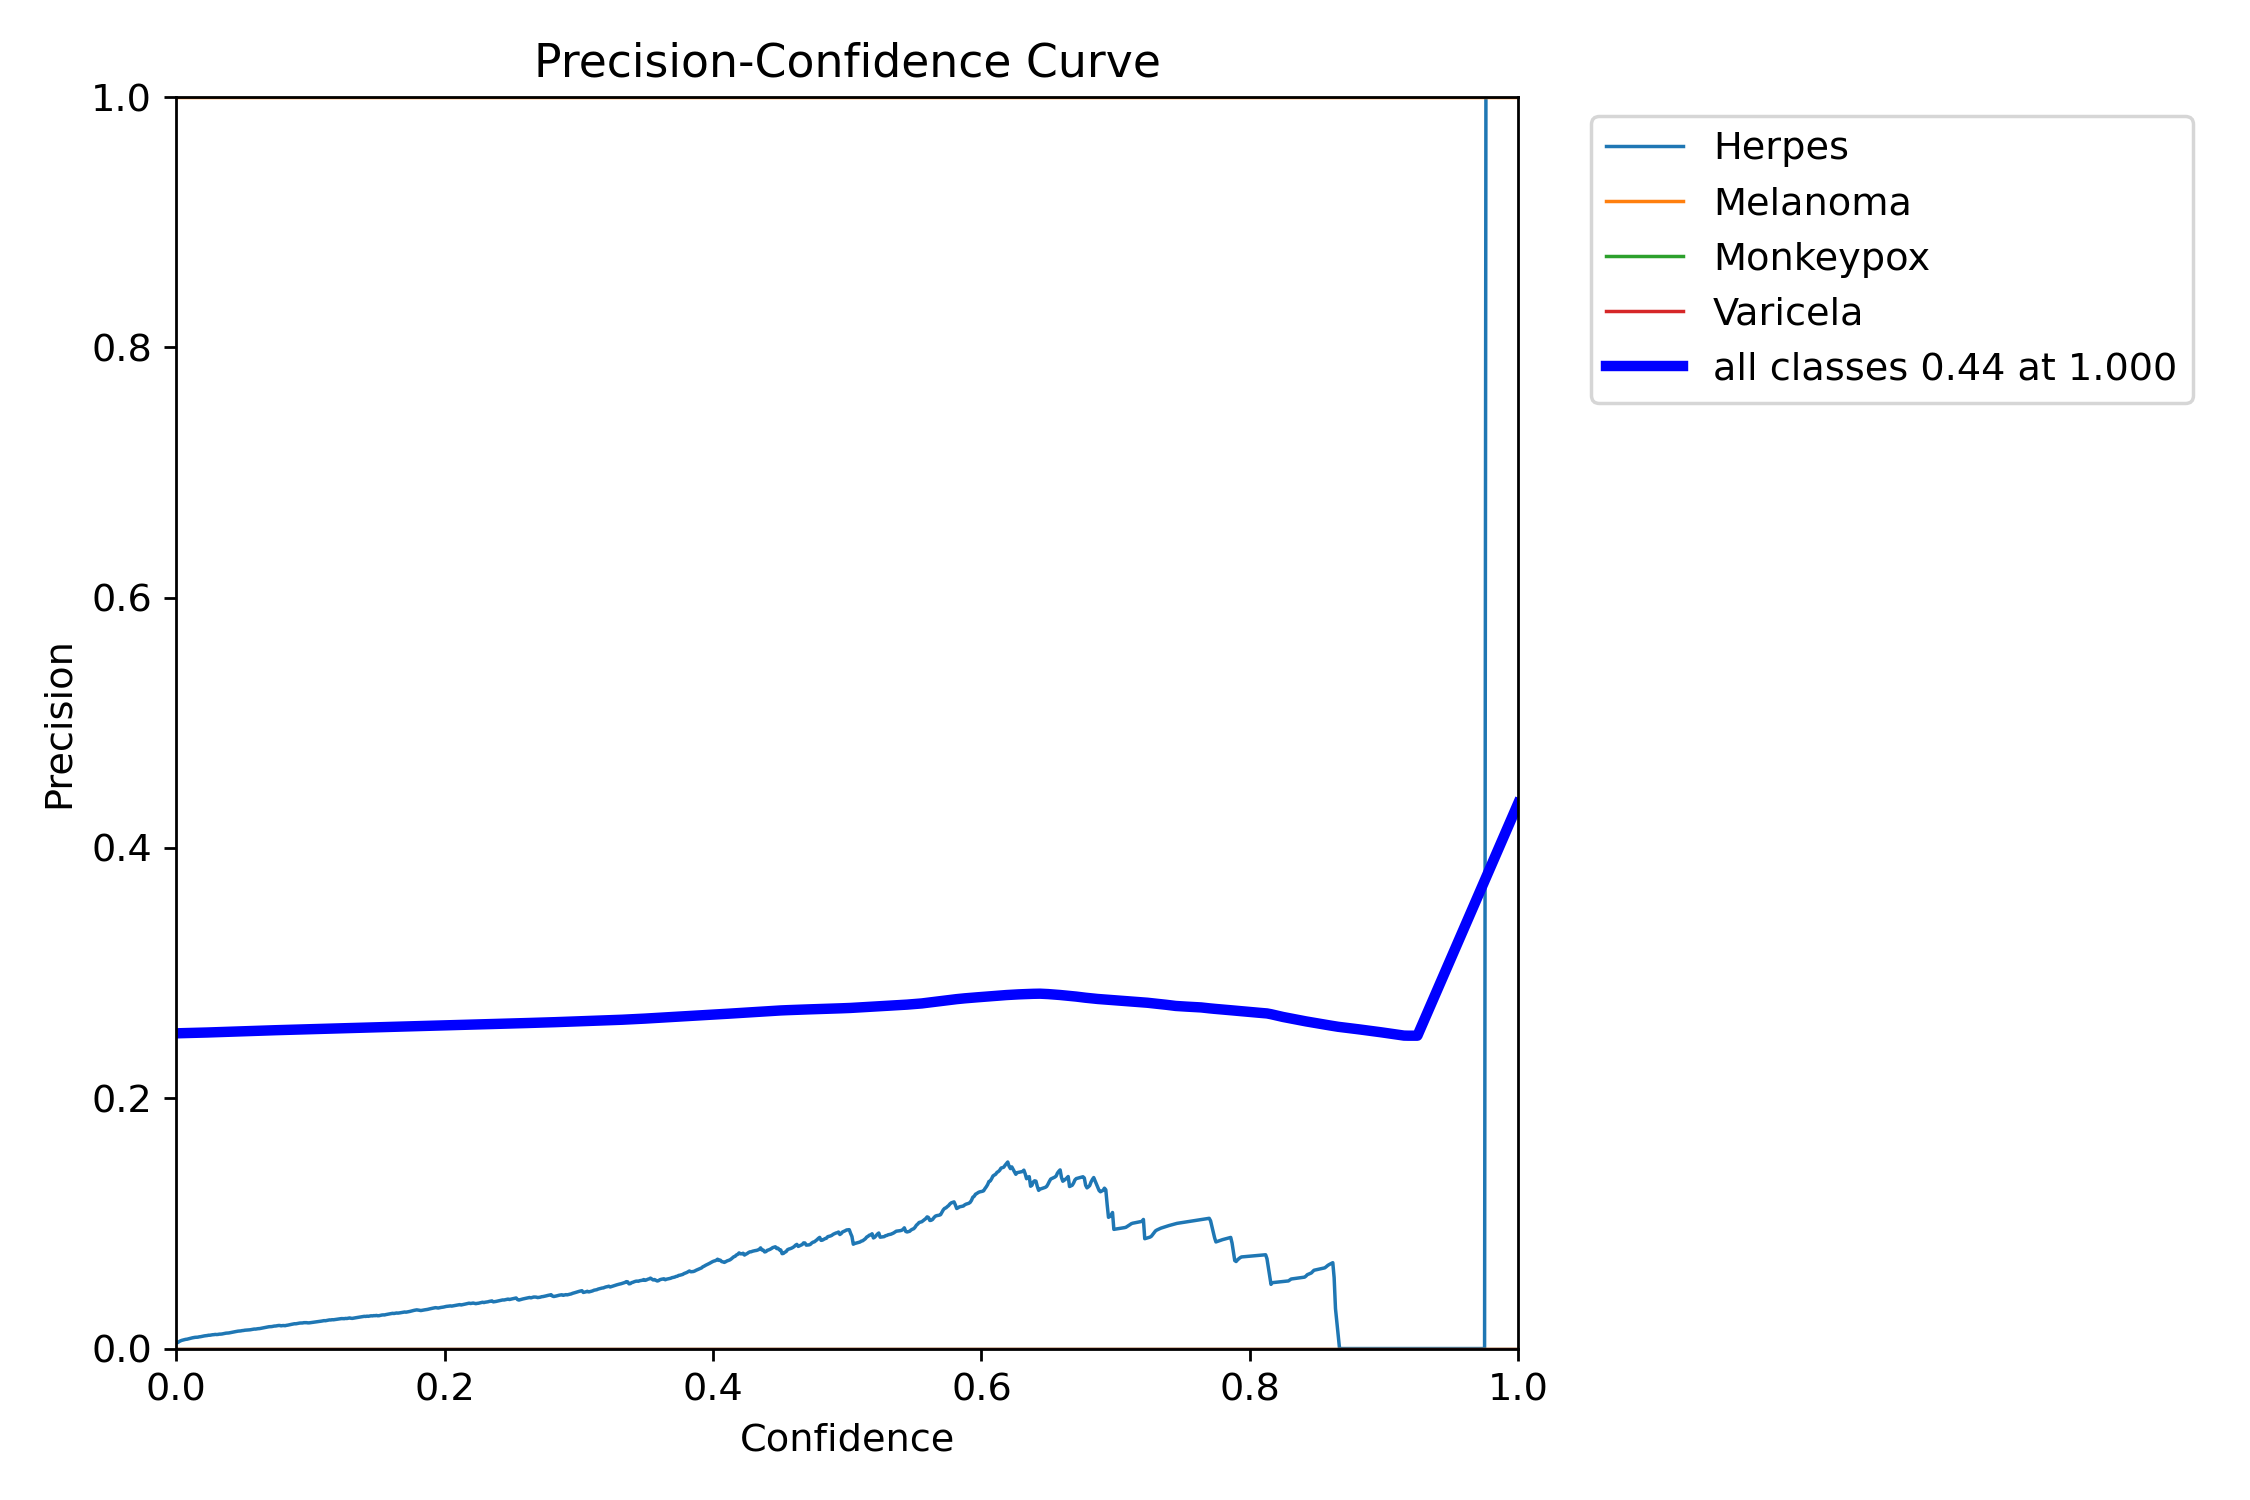 Precision-Confidence Curve
1.0
0.8
0.6
0.4
0.2
0.0
Precision
0.0 0.2 0.4 0.6 0.8 1.0
Confidence
Herpes
Melanoma
Monkeypox
Varicela
all classes 0.44 at 1.000